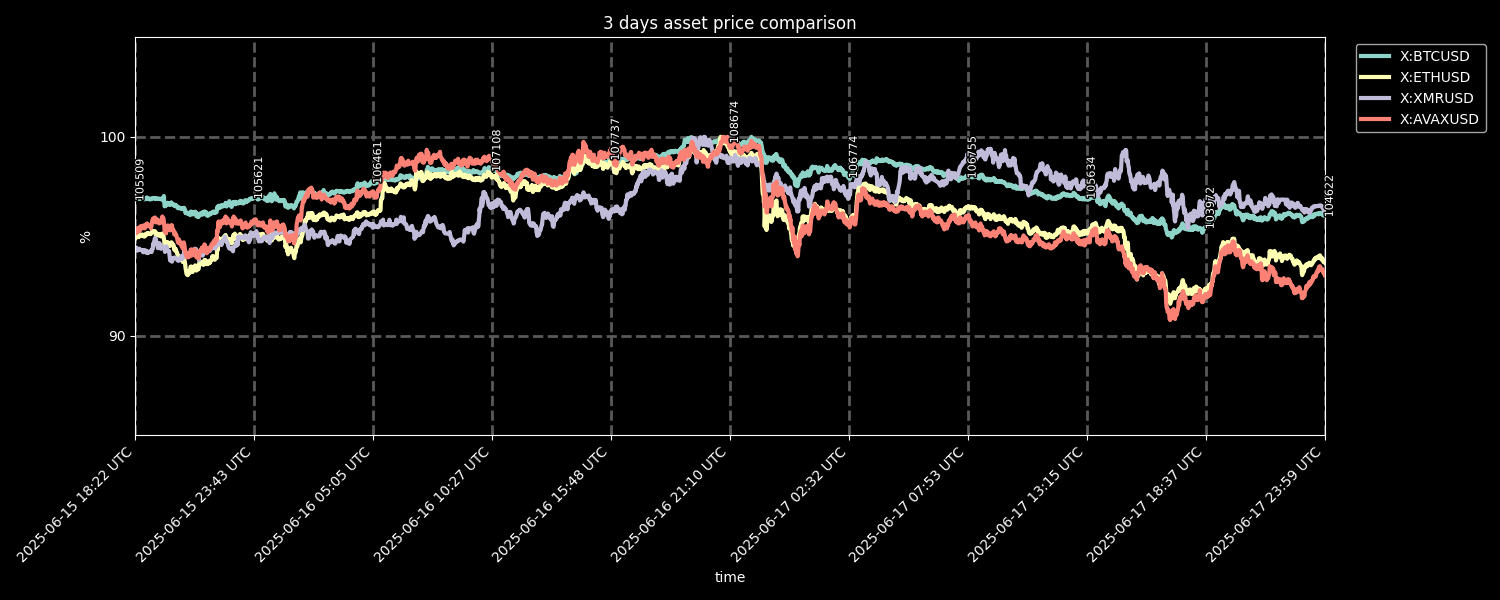 3 days asset price comparison
X:BTCUSD
X:ETHUSD
X:XMRUSD
X:AVAXUSD
100
90
%
105509
105621
106461
107108
107737
108674
106774
106755
105634
103972
104622
2025-06-15 18:22 UTC
2025-06-15 23:43 UTC
2025-06-16 05:05 UTC
2025-06-16 10:27 UTC
2025-06-16 15:48 UTC
2025-06-16 21:10 UTC
2025-06-17 02:32 UTC
2025-06-17 07:53 UTC
2025-06-17 13:15 UTC
2025-06-17 18:37 UTC
2025-06-17 23:59 UTC
time